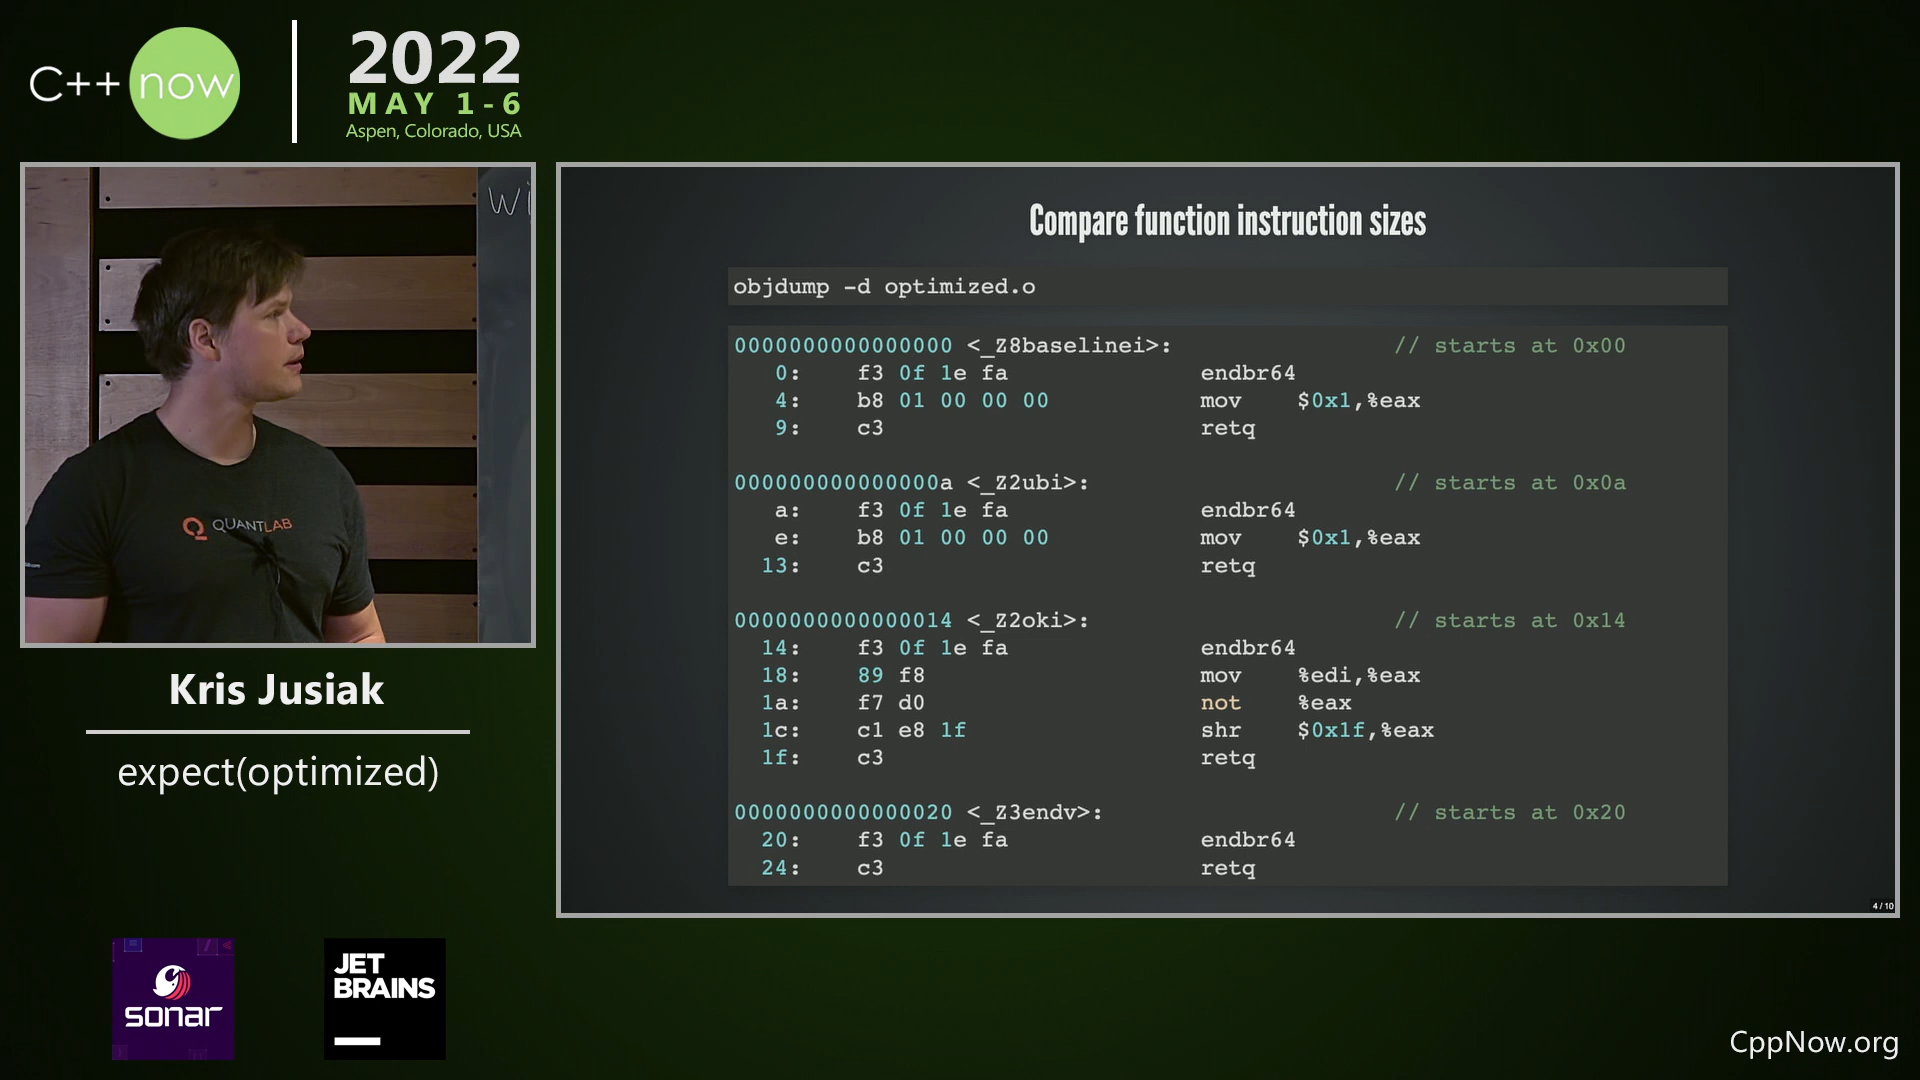 C++ now
2022
MAY 1-6
Aspen, Colorado, USA
Wi
QUANTLAB
Kris Jusiak
expect(optimized)
sonar
JET
BRAINS
Compare function instruction sizes
objdump -d optimized.o
0000000000000000 <_Z8baselinei>: // starts at 0x00
0: f3 0f 1e fa endbr64
4: b8 01 00 00 00 mov $0x1,%eax
9: c3 retq
000000000000000a <_Z2ubi>: // starts at 0x0a
a: f3 0f 1e fa endbr64
e: b8 01 00 00 00 mov $0x1,%eax
13: c3 retq
0000000000000014 <_Z2oki>: // starts at 0x14
14: f3 0f 1e fa endbr64
18: 89 f8 mov %edi,%eax
1a: f7 d0 not %eax
1c: c1 e8 1f shr $0x1f,%eax
1f: c3 retq
0000000000000020 <_Z3endv>: // starts at 0x20
20: f3 0f 1e fa endbr64
24: c3 retq
4 / 10
CppNow.org